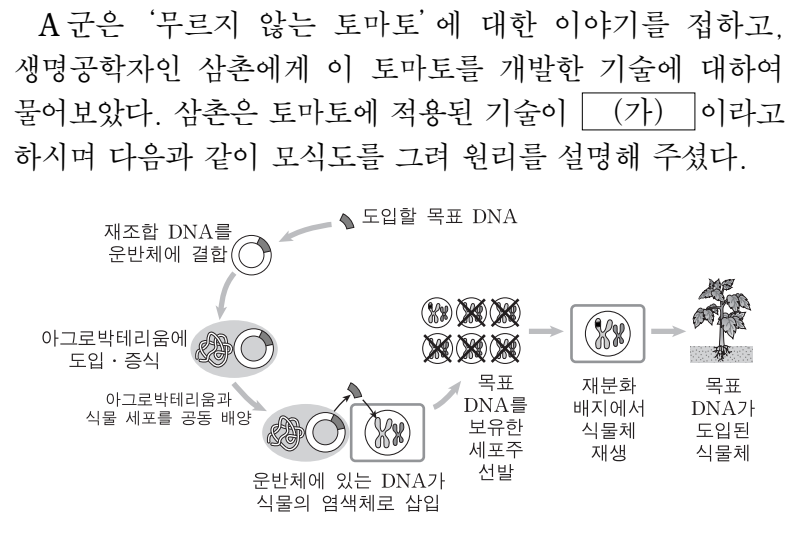 A군은 ‘무르지 않는 토마토’에 대한 이야기를 접하고,
생명공학자인 삼촌에게 이 토마토를 개발한 기술에 대하여
물어보았다. 삼촌은 토마토에 적용된 기술이 (가) 이라고
하시며 다음과 같이 모식도를 그려 원리를 설명해 주셨다.
도입할 목표 DNA
재조합 DNA를
운반체에 결합
아그로박테리움에
도입·증식
아그로박테리움과
식물 세포를 공동 배양
운반체에 있는 DNA가
식물의 염색체로 삽입
목표
DNA를
보유한
세포주
선발
재분화
배지에서
식물체
재생
목표
DNA가
도입된
식물체